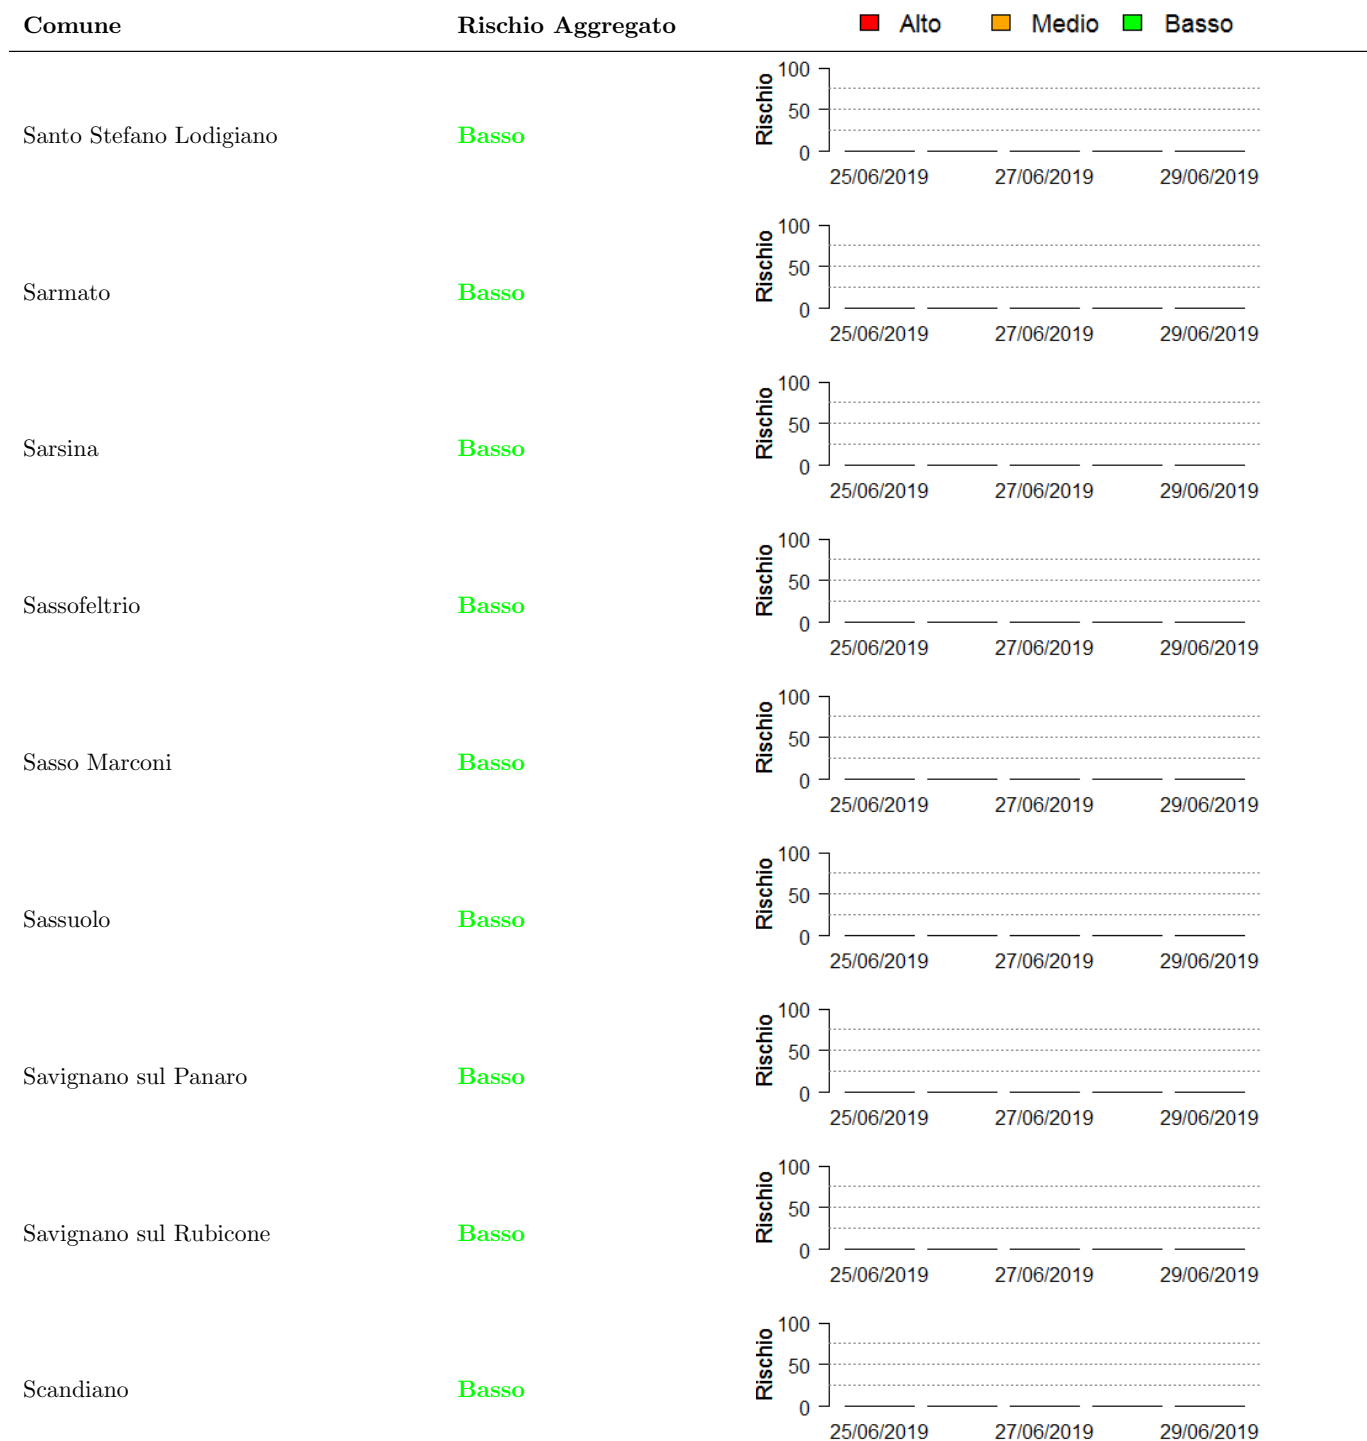 Comune Rischio Aggregato Alto Medio Basso
Santo Stefano Lodigiano Basso
Rischio
100
50
0
25/06/2019 27/06/2019 29/06/2019
Sarmato Basso
Rischio
100
50
0
25/06/2019 27/06/2019 29/06/2019
Sarsina Basso
Rischio
100
50
0
25/06/2019 27/06/2019 29/06/2019
Sassofeltrio Basso
Rischio
100
50
0
25/06/2019 27/06/2019 29/06/2019
Sasso Marconi Basso
Rischio
100
50
0
25/06/2019 27/06/2019 29/06/2019
Sassuolo Basso
Rischio
100
50
0
25/06/2019 27/06/2019 29/06/2019
Savignano sul Panaro Basso
Rischio
100
50
0
25/06/2019 27/06/2019 29/06/2019
Savignano sul Rubicone Basso
Rischio
100
50
0
25/06/2019 27/06/2019 29/06/2019
Scandiano Basso
Rischio
100
50
0
25/06/2019 27/06/2019 29/06/2019